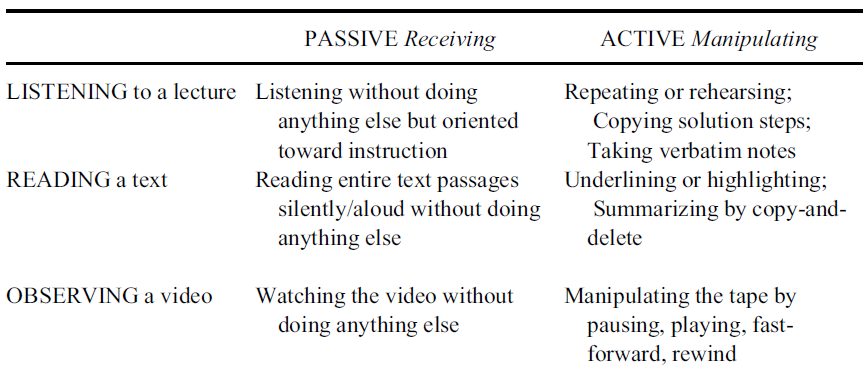 PASSIVE Receiving ACTIVE Manipulating
LISTENING to a lecture Listening without doing Repeating or rehearsing;
anything else but oriented Copying solution steps;
toward instruction Taking verbatim notes
READING a text Reading entire text passages Underlining or highlighting;
silently/aloud without doing Summarizing by copy-and-
anything else delete
OBSERVING a video Watching the video without Manipulating the tape by
doing anything else pausing, playing, fast-
forward, rewind